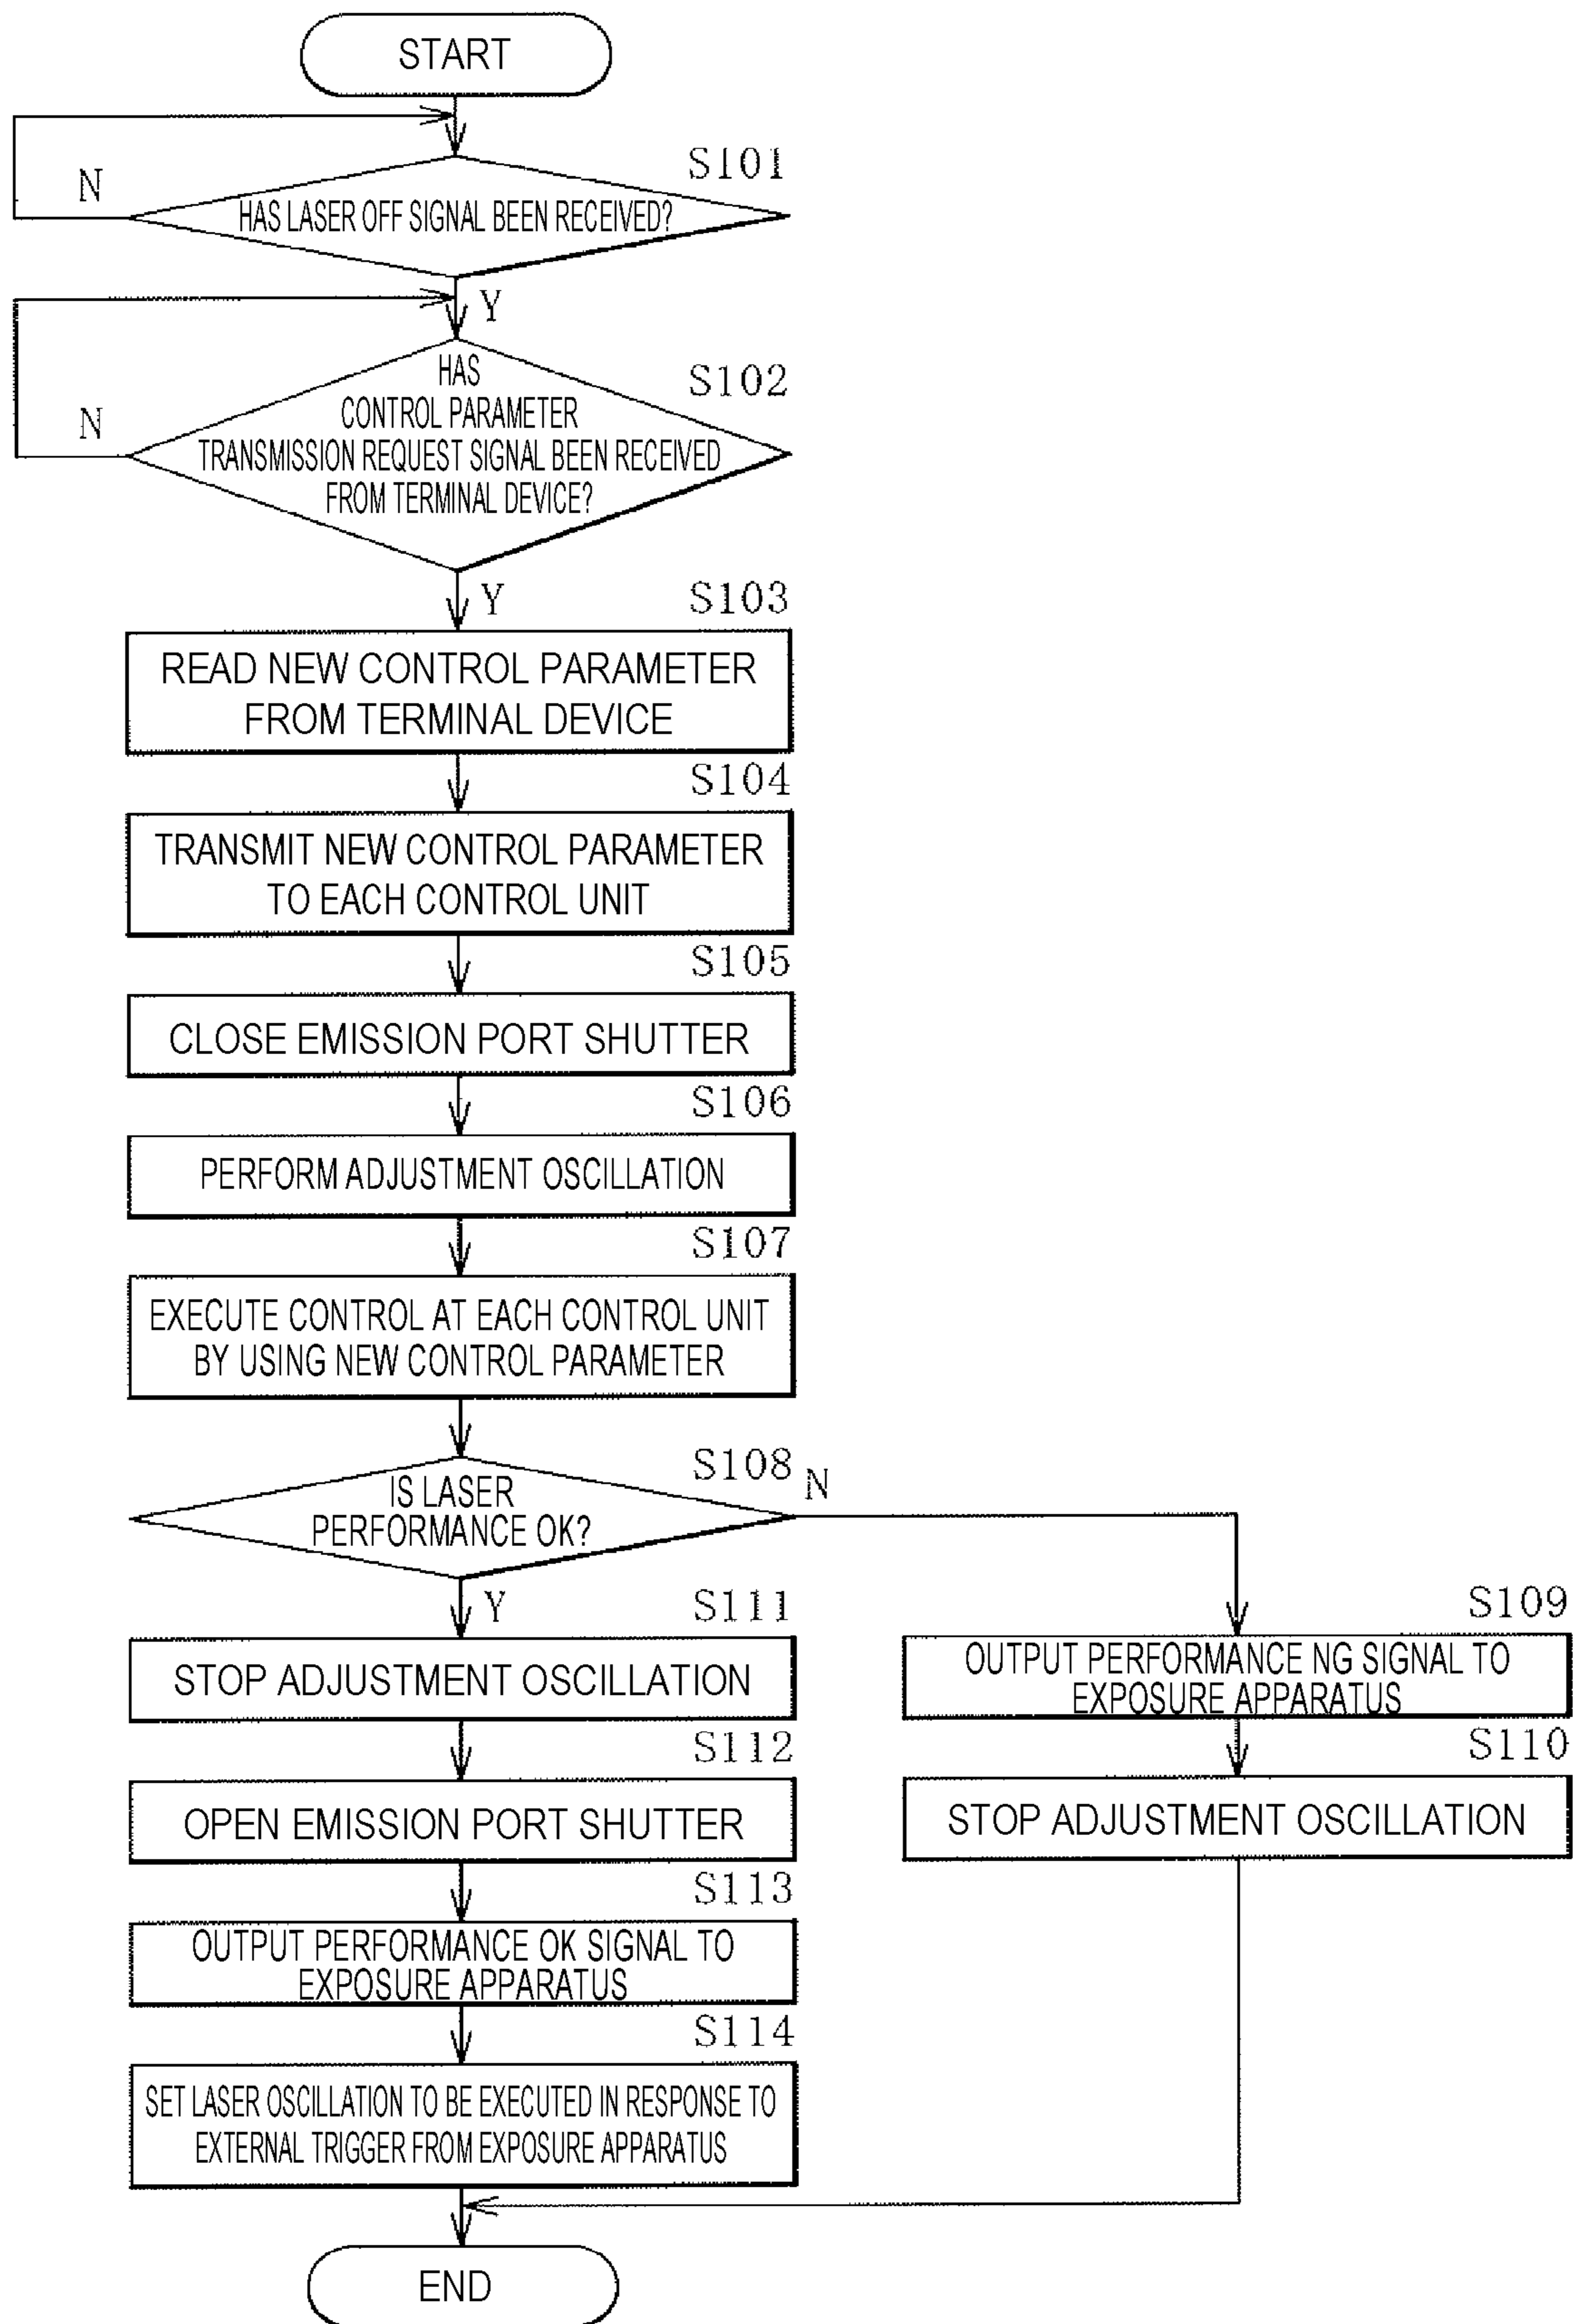 START
S101
N
HAS LASER OFF SIGNAL BEEN RECEIVED?
Y
S102
HAS
CONTROL PARAMETER
N
TRANSMISSION REQUEST SIGNAL BEEN RECEIVED
FROM TERMINAL DEVICE?
Y
S103
READ NEW CONTROL PARAMETER
FROM TERMINAL DEVICE
S104
TRANSMIT NEW CONTROL PARAMETER
TO EACH CONTROL UNIT
S105
CLOSE EMISSION PORT SHUTTER
S106
PERFORM ADJUSTMENT OSCILLATION
S107
EXECUTE CONTROL AT EACH CONTROL UNIT
BY USING NEW CONTROL PARAMETER
S108
N
IS LASER
PERFORMANCE OK?
Y
S111
STOP ADJUSTMENT OSCILLATION
S112
OPEN EMISSION PORT SHUTTER
S113
OUTPUT PERFORMANCE OK SIGNAL TO
EXPOSURE APPARATUS
S114
SET LASER OSCILLATION TO BE EXECUTED IN RESPONSE TO
EXTERNAL TRIGGER FROM EXPOSURE APPARATUS
S109
OUTPUT PERFORMANCE NG SIGNAL TO
EXPOSURE APPARATUS
S110
STOP ADJUSTMENT OSCILLATION
END